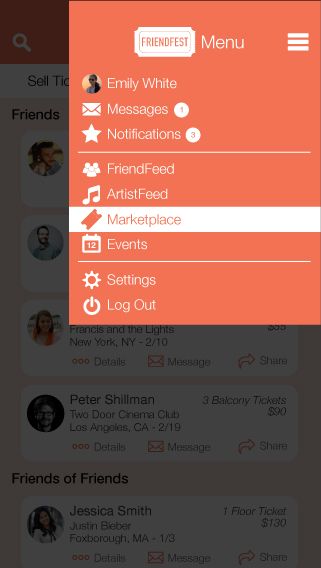 FRIENDFEST Menu
Emily White
Messages 1
Notifications 3
FriendFeed
ArtistFeed
Marketplace
12 Events
Settings
Log Out
Sell Tic
Friends
$55
Francis and the Lights
New York, NY - 2/10
Details Message Share
Peter Shillman 3 Balcony Tickets
Two Door Cinema Club $90
Los Angeles, CA - 2/19
Details Message Share
Friends of Friends
Jessica Smith 1 Floor Ticket
Justin Bieber $130
Foxborough, MA - 1/3
Details Message Share